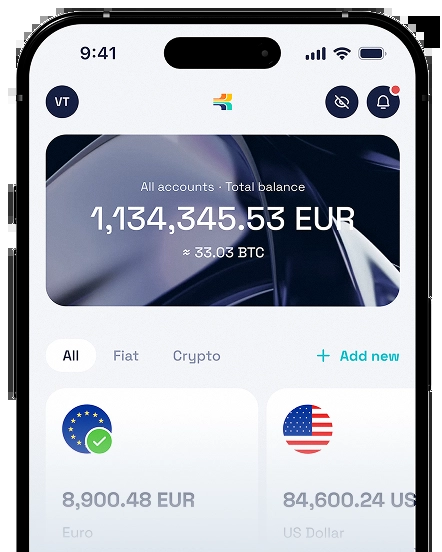 9:41
VT
All accounts · Total balance
1,134,345.53 EUR
≈ 33.03 BTC
All Fiat Crypto + Add new
8,900.48 EUR 84,600.24 US
Euro US Dollar